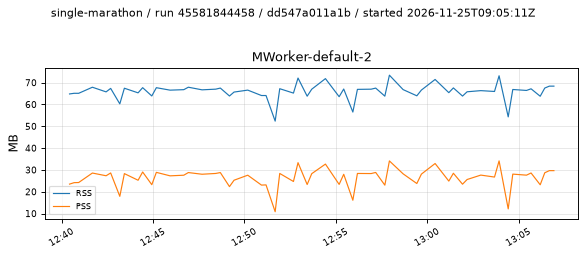 single-marathon / run 45581844458 / dd547a011a1b / started 2026-11-25T09:05:11Z
MWorker-default-2
MB
70
60
50
40
30
20
10
RSS
PSS
12:40
12:45
12:50
12:55
13:00
13:05